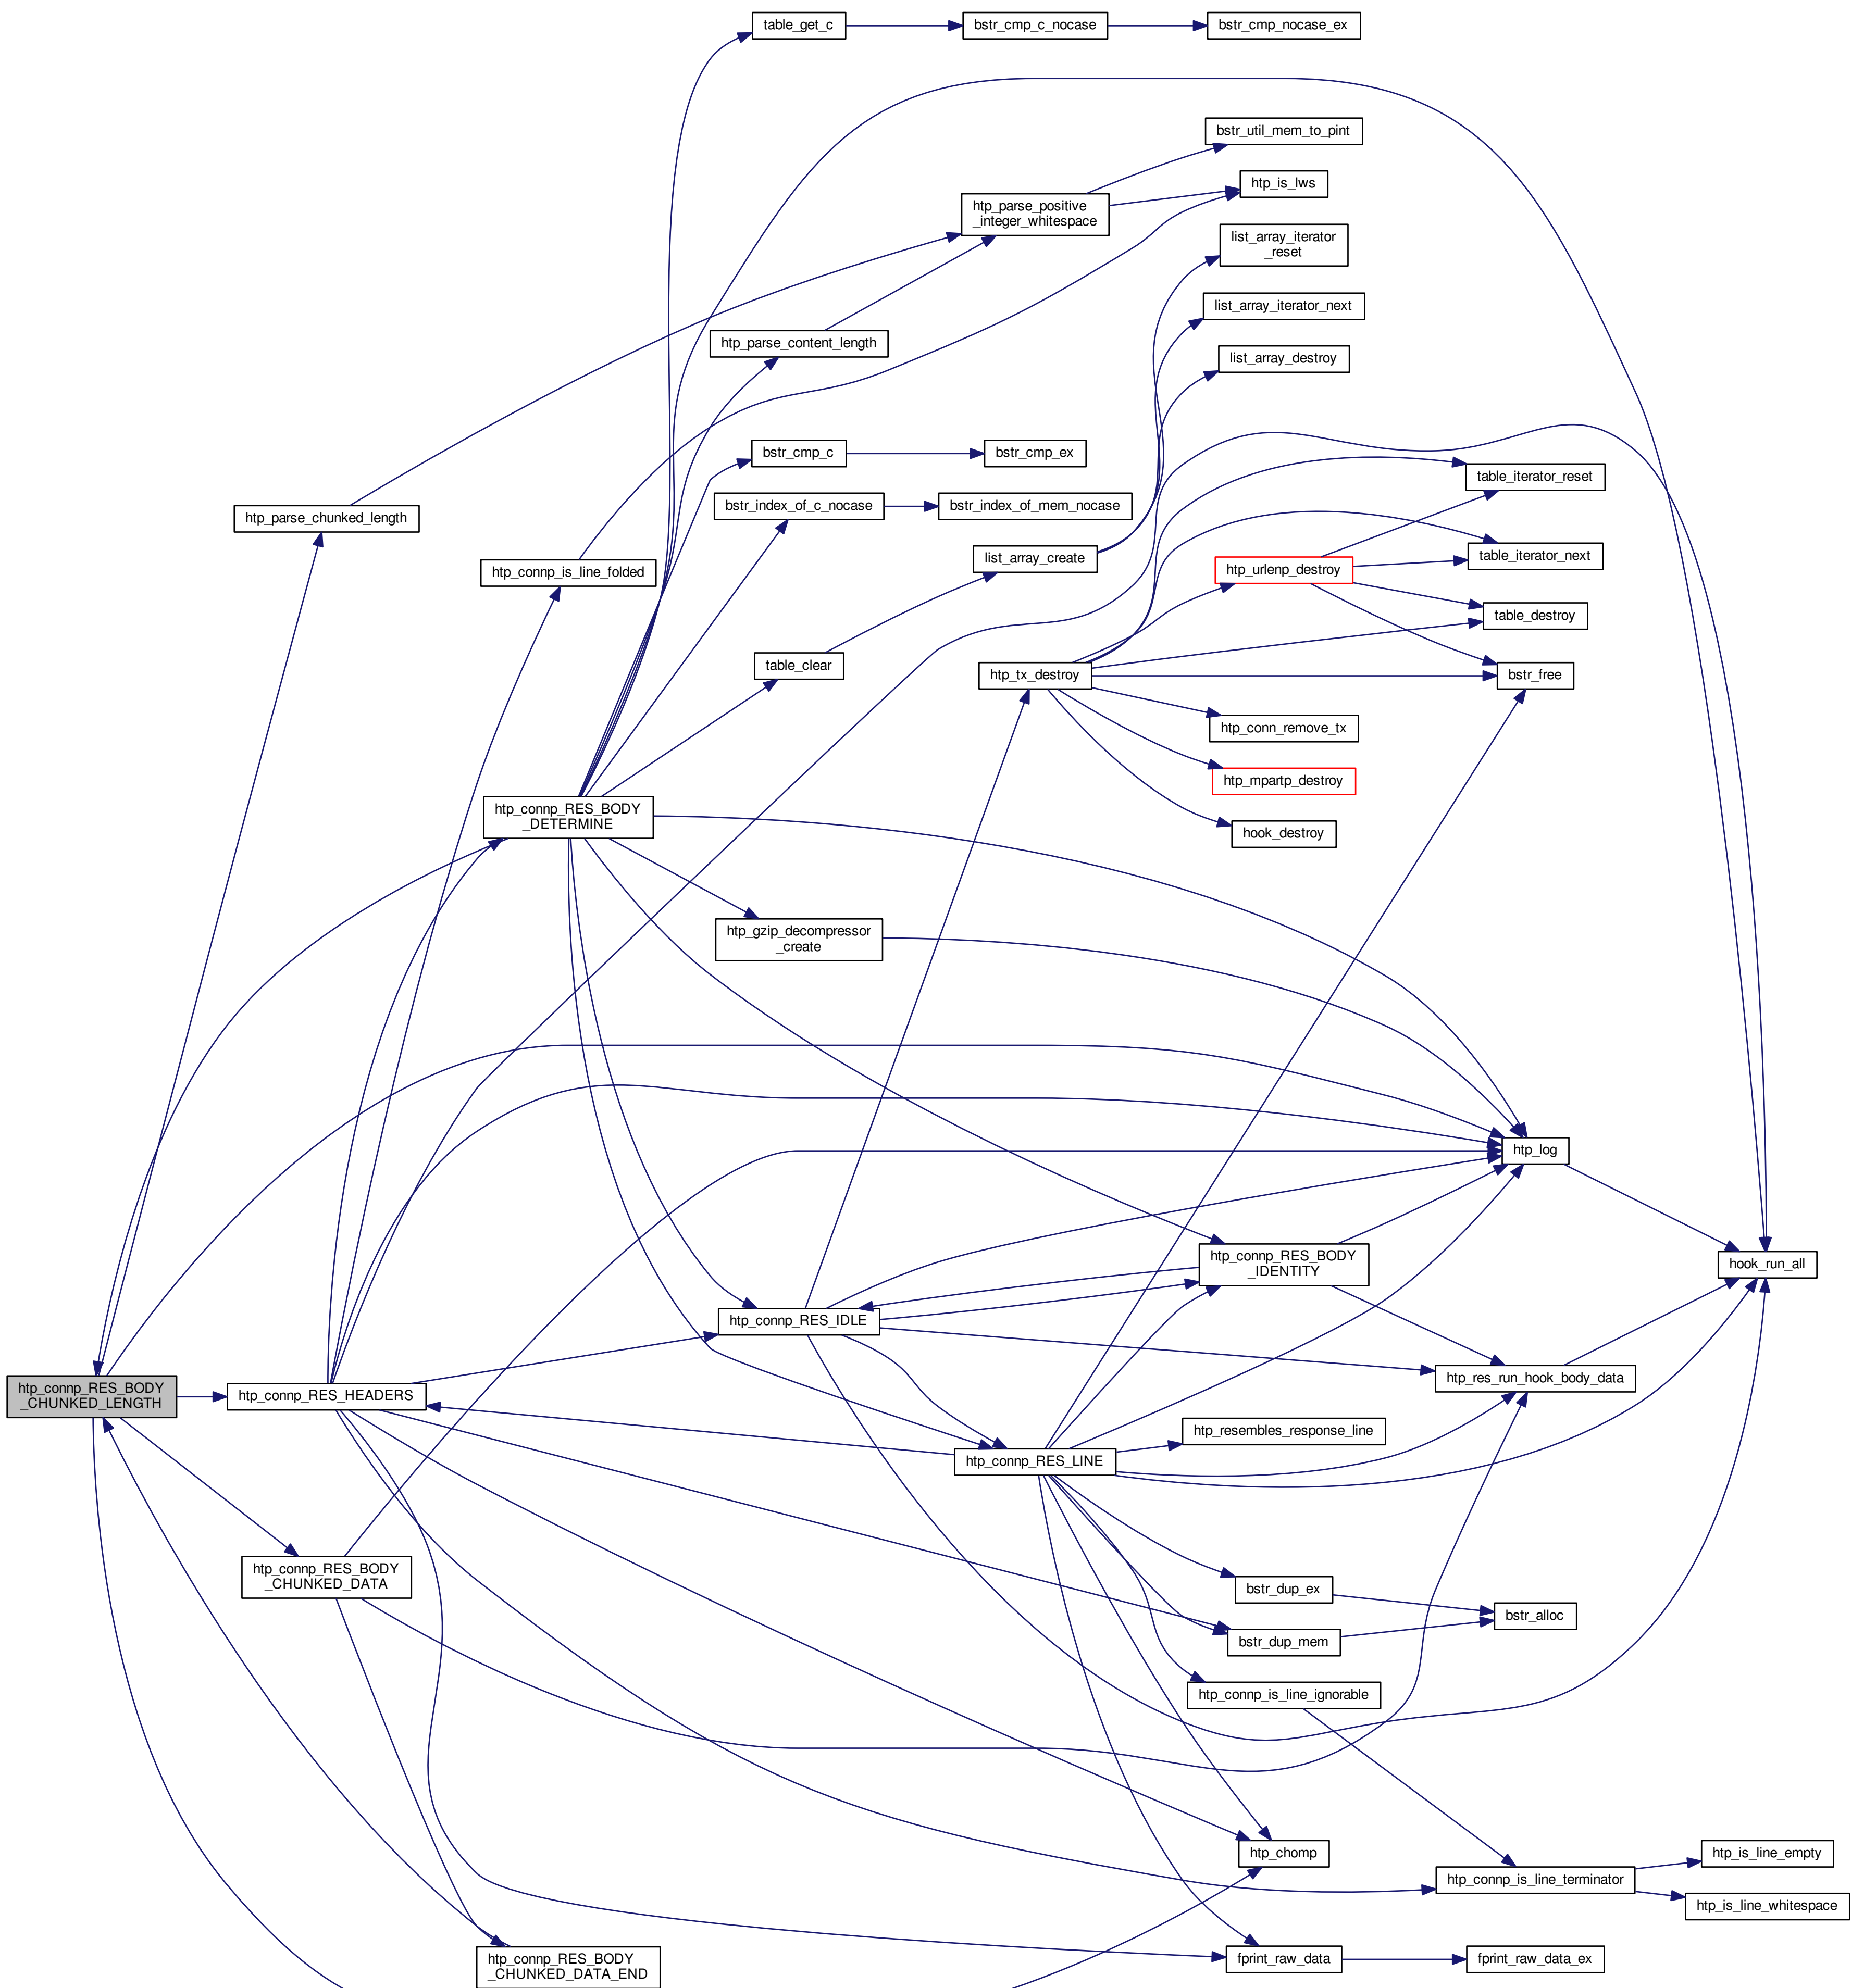 table_get_c
bstr_cmp_c_nocase
bstr_cmp_nocase_ex
bstr_util_mem_to_pint
htp_is_lws
htp_parse_positive
_integer_whitespace
list_array_iterator
_reset
list_array_iterator_next
htp_parse_content_length
list_array_destroy
bstr_cmp_c
bstr_cmp_ex
table_iterator_reset
bstr_index_of_c_nocase
bstr_index_of_mem_nocase
htp_parse_chunked_length
list_array_create
table_iterator_next
htp_connp_is_line_folded
htp_urlenp_destroy
table_destroy
table_clear
htp_tx_destroy
bstr_free
htp_conn_remove_tx
htp_mpartp_destroy
htp_connp_RES_BODY
_DETERMINE
hook_destroy
htp_gzip_decompressor
_create
htp_log
htp_connp_RES_BODY
_IDENTITY
hook_run_all
htp_connp_RES_IDLE
htp_res_run_hook_body_data
htp_connp_RES_BODY
_CHUNKED_LENGTH
htp_connp_RES_HEADERS
htp_resembles_response_line
htp_connp_RES_LINE
htp_connp_RES_BODY
_CHUNKED_DATA
bstr_dup_ex
bstr_alloc
bstr_dup_mem
htp_connp_is_line_ignorable
htp_chomp
htp_is_line_empty
htp_connp_is_line_terminator
htp_is_line_whitespace
htp_connp_RES_BODY
_CHUNKED_DATA_END
fprint_raw_data
fprint_raw_data_ex